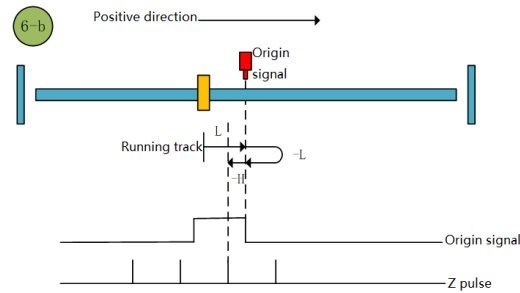 6-b
Positive direction
Origin
signal
L
Running track
-L
-H
Origin signal
Z pulse